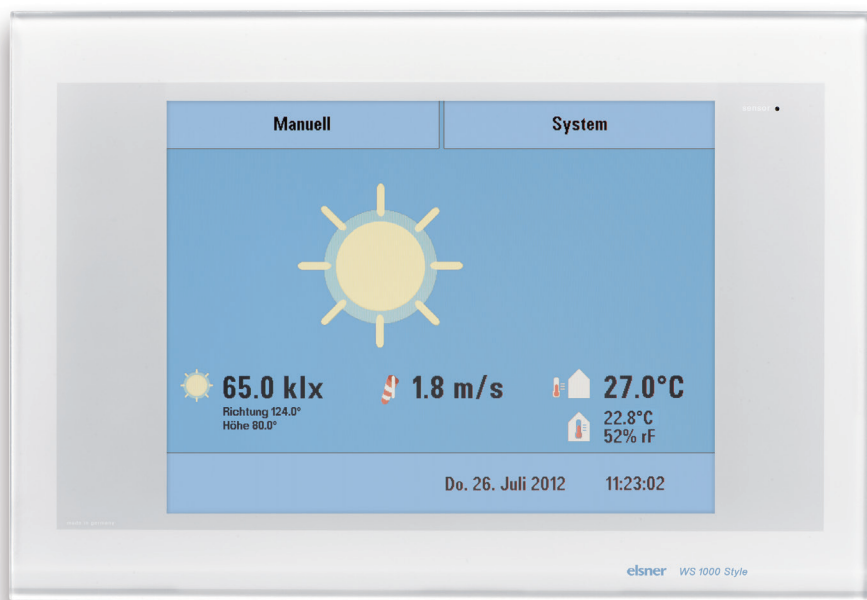 Manuell
System
65.0 klx
Richtung 124.0°
Höhe 80.0°
1.8 m/s
27.0°C
22.8°C
52% rF
Do. 26. Juli 2012
11:23:02
elsner WS 1000 Style